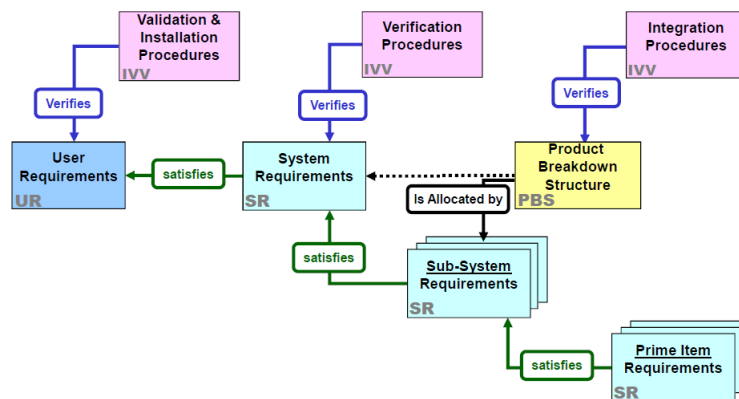 Validation &
Installation
Procedures
IVV
Verification
Procedures
IVV
Integration
Procedures
IVV
Verifies
Verifies
Verifies
User
Requirements
UR
satisfies
System
Requirements
SR
Product
Breakdown
Structure
PBS
Is Allocated by
satisfies
Sub-System
Requirements
SR
satisfies
Prime Item
Requirements
SR